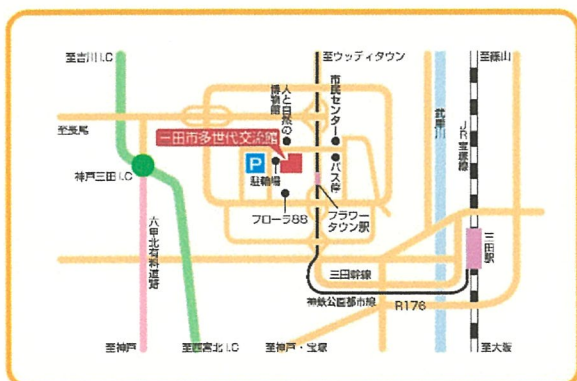 至吉川I.C
至ウッディタウン
至篠山
人と自然の
博物館
市民センター
武庫川
JR宝塚線
至長尾
三田市多世代交流館
P
駐輪場
バス停
神戸三田I.C
フローラ88
フラワー
タウン駅
六甲北有料道路
三田駅
三田幹線
神鉄公園都市線
R176
至神戸
至西宮北I.C
至神戸・宝塚
至大阪